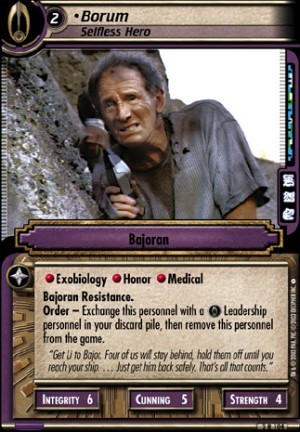 2
• Borum
Selfless Hero
Bajoran
• Exobiology • Honor • Medical
Bajoran Resistance.
Order – Exchange this personnel with a Leadership
personnel in your discard pile, then remove this personnel
from the game.
"Get Li to Bajor. Four of us will stay behind, hold them off until you
reach your ship. . . . Just get him back safely. That's all that counts."
INTEGRITY 6
CUNNING 5
STRENGTH 4